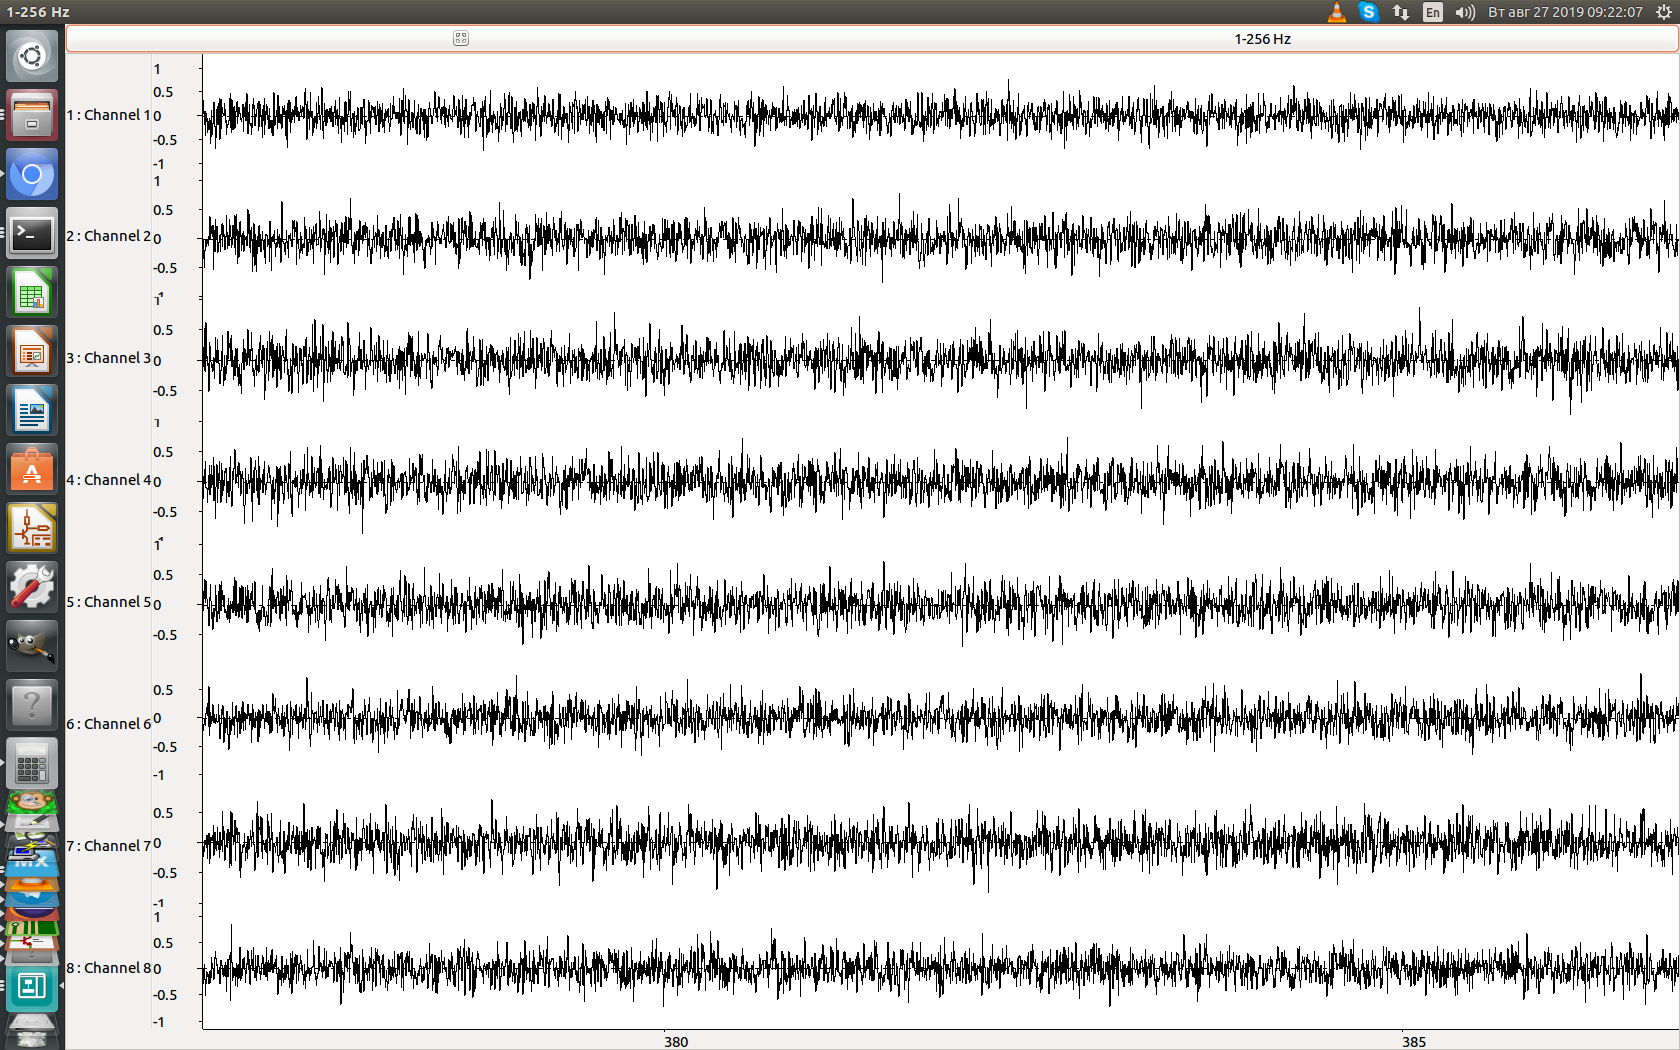 1-256 Hz
En
Вт авг 27 2019 09:22:07
1-256 Hz
1
0.5
1 : Channel 1 0
-0.5
-1
1
0.5
2 : Channel 2 0
-0.5
0.5
3 : Channel 3 0
-0.5
1
0.5
4 : Channel 4 0
-0.5
1
0.5
5 : Channel 5 0
-0.5
0.5
6 : Channel 6 0
-0.5
-1
0.5
7 : Channel 7 0
-0.5
-1
1
0.5
8 : Channel 8 0
-0.5
-1
380
385